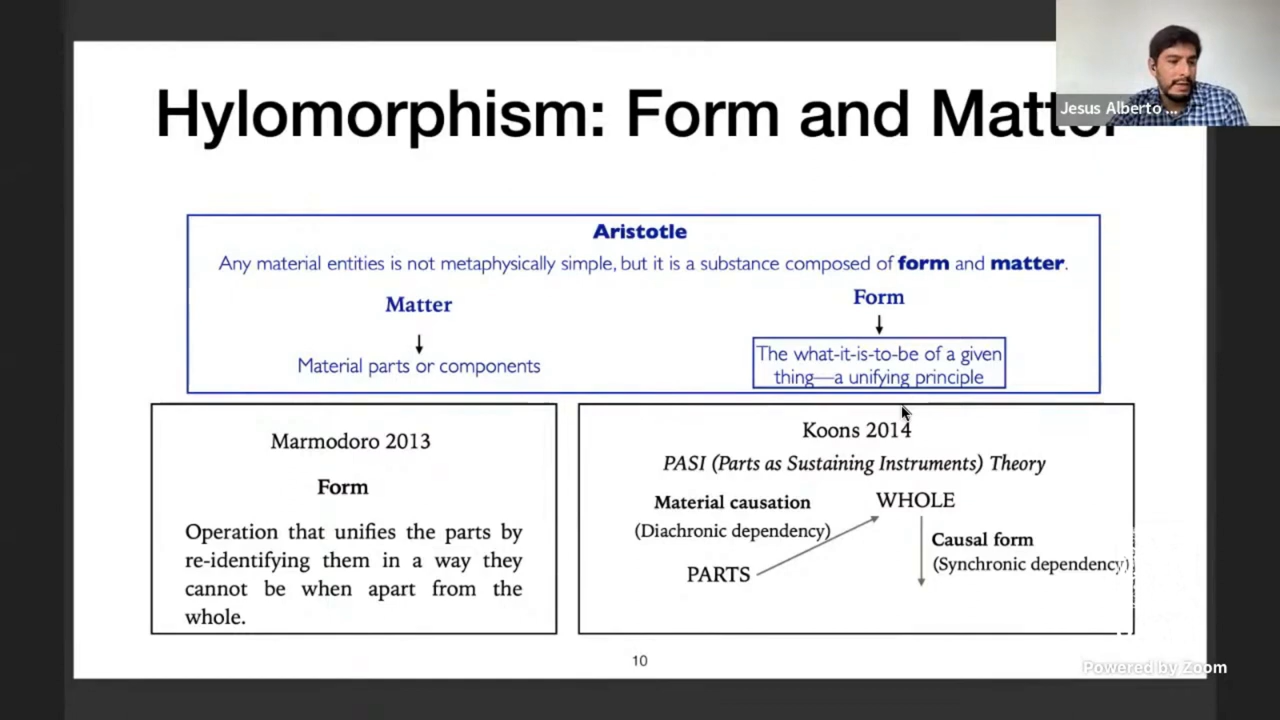 Hylomorphism: Form and Matter
Jesus Alberto ...
Aristotle
Any material entities is not metaphysically simple, but it is a substance composed of form and matter.
Matter
Material parts or components
Form
The what-it-is-to-be of a given
thing—a unifying principle
Marmodoro 2013
Form
Operation that unifies the parts by
re-identifying them in a way they
cannot be when apart from the
whole.
Koons 2014
PASI (Parts as Sustaining Instruments) Theory
Material causation
(Diachronic dependency)
PARTS
WHOLE
Causal form
(Synchronic dependency)
10
Powered by Zoom